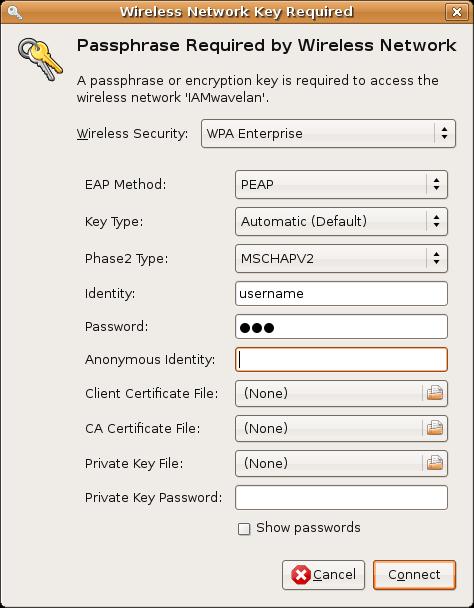 Wireless Network Key Required
Passphrase Required by Wireless Network
A passphrase or encryption key is required to access the
wireless network 'IAMwavelan'.
Wireless Security: WPA Enterprise
EAP Method: PEAP
Key Type: Automatic (Default)
Phase2 Type: MSCHAPV2
Identity: username
Password: ●●●
Anonymous Identity:
Client Certificate File: (None)
CA Certificate File: (None)
Private Key File: (None)
Private Key Password:
Show passwords
Cancel Connect